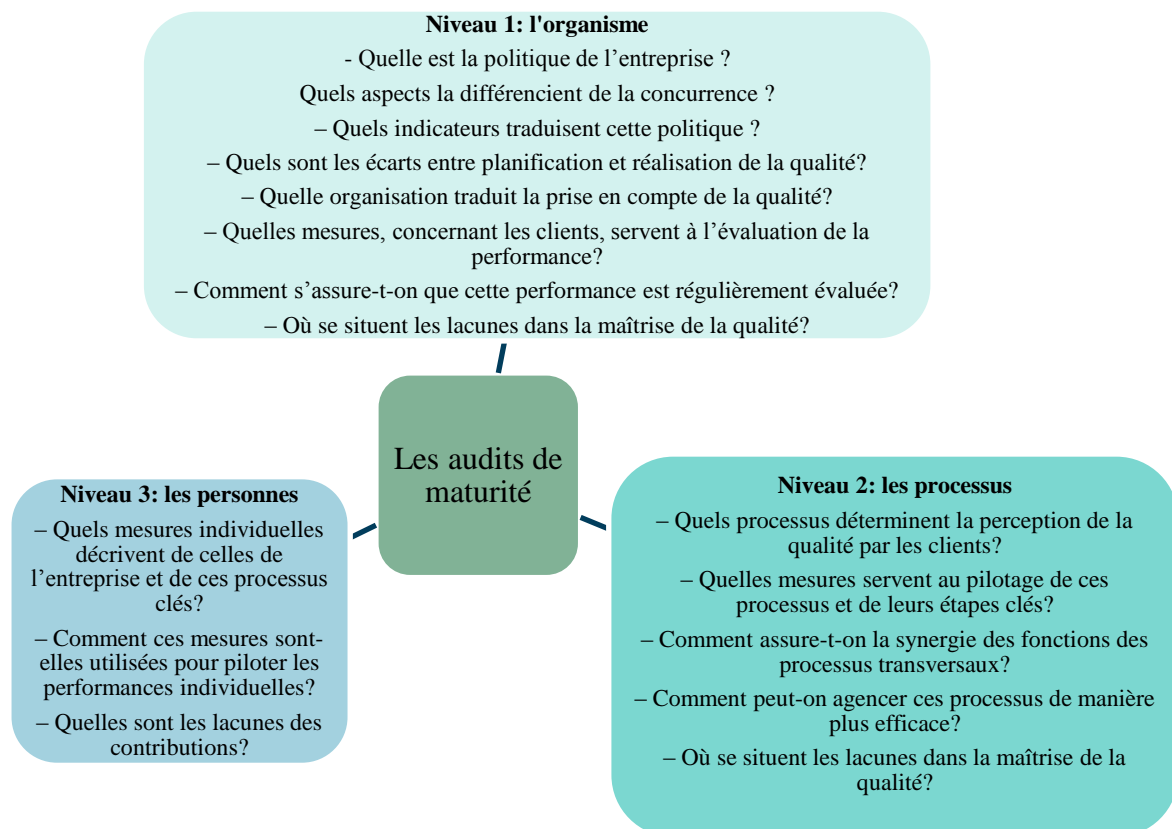 Niveau 1: l'organisme
- Quelle est la politique de l’entreprise ?
Quels aspects la différencient de la concurrence ?
– Quels indicateurs traduisent cette politique ?
– Quels sont les écarts entre planification et réalisation de la qualité?
– Quelle organisation traduit la prise en compte de la qualité?
– Quelles mesures, concernant les clients, servent à l’évaluation de la
performance?
– Comment s’assure-t-on que cette performance est régulièrement évaluée?
– Où se situent les lacunes dans la maîtrise de la qualité?
Les audits de
maturité
Niveau 2: les processus
– Quels processus déterminent la perception de la
qualité par les clients?
– Quelles mesures servent au pilotage de ces
processus et de leurs étapes clés?
– Comment assure-t-on la synergie des fonctions des
processus transversaux?
– Comment peut-on agencer ces processus de manière
plus efficace?
– Où se situent les lacunes dans la maîtrise de la
qualité?
Niveau 3: les personnes
– Quels mesures individuelles
décrivent de celles de
l’entreprise et de ces processus
clés?
– Comment ces mesures sont-
elles utilisées pour piloter les
performances individuelles?
– Quelles sont les lacunes des
contributions?